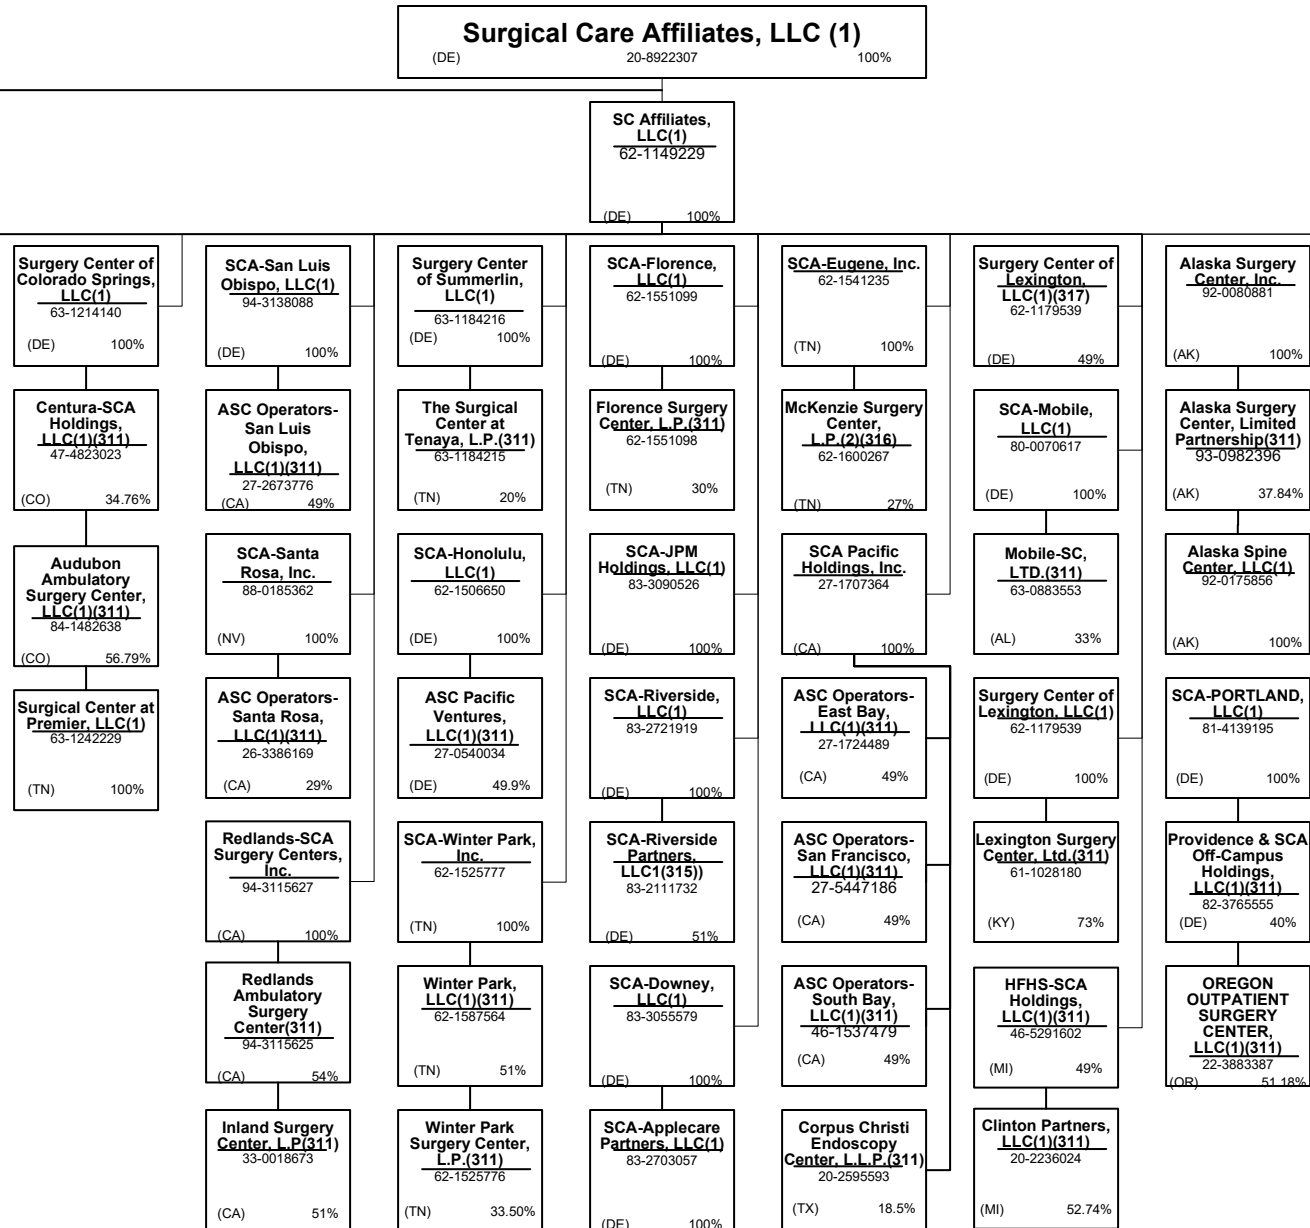 Surgical Care Affiliates, LLC (1)
(DE) 20-8922307 100%
SC Affiliates,
LLC(1)
62-1149229
(DE) 100%
Surgery Center of
Colorado Springs,
LLC(1)
63-1214140
(DE) 100%
Centura-SCA
Holdings,
LLC(1)(311)
47-4823023
(CO) 34.76%
Audubon
Ambulatory
Surgery Center,
LLC(1)(311)
84-1482638
(CO) 56.79%
Surgical Center at
Premier, LLC(1)
63-1242229
(TN) 100%
SCA-San Luis
Obispo, LLC(1)
94-3138088
(DE) 100%
ASC Operators-
San Luis
Obispo,
LLC(1)(311)
27-2673776
(CA) 49%
SCA-Santa
Rosa, Inc.
88-0185362
(NV) 100%
ASC Operators-
Santa Rosa,
LLC(1)(311)
26-3386169
(CA) 29%
Redlands-SCA
Surgery Centers,
Inc.
94-3115627
(CA) 100%
Redlands
Ambulatory
Surgery
Center(311)
94-3115625
(CA) 54%
Inland Surgery
Center, L.P(311)
33-0018673
(CA) 51%
Surgery Center
of Summerlin,
LLC(1)
63-1184216
(DE) 100%
The Surgical
Center at
Tenaya, L.P.(311)
63-1184215
(TN) 20%
SCA-Honolulu,
LLC(1)
62-1506650
(DE) 100%
ASC Pacific
Ventures,
LLC(1)(311)
27-0540034
(DE) 49.9%
SCA-Winter Park,
Inc.
62-1525777
(TN) 100%
Winter Park,
LLC(1)(311)
62-1587564
(TN) 51%
Winter Park
Surgery Center,
L.P.(311)
62-1525776
(TN) 33.50%
SCA-Florence,
LLC(1)
62-1551099
(DE) 100%
Florence Surgery
Center, L.P.(311)
62-1551098
(TN) 30%
SCA-JPM
Holdings, LLC(1)
83-3090526
(DE) 100%
SCA-Riverside,
LLC(1)
83-2721919
(DE) 100%
SCA-Riverside
Partners,
LLC1(315))
83-2111732
(DE) 51%
SCA-Downey,
LLC(1)
83-3055579
(DE) 100%
SCA-Applecare
Partners, LLC(1)
83-2703057
(DE) 100%
SCA-Eugene, Inc.
62-1541235
(TN) 100%
McKenzie Surgery
Center,
L.P.(2)(316)
62-1600267
(TN) 27%
SCA Pacific
Holdings, Inc.
27-1707364
(CA) 100%
ASC Operators-
East Bay,
LLC(1)(311)
27-1724489
(CA) 49%
ASC Operators-
San Francisco,
LLC(1)(311)
27-5447186
(CA) 49%
ASC Operators-
South Bay,
LLC(1)(311)
46-1537479
(CA) 49%
Corpus Christi
Endoscopy
Center, L.L.P.(311)
20-2595593
(TX) 18.5%
Surgery Center of
Lexington,
LLC(1)(317)
62-1179539
(DE) 49%
SCA-Mobile,
LLC(1)
80-0070617
(DE) 100%
Mobile-SC,
LTD.(311)
63-0883553
(AL) 33%
Surgery Center of
Lexington, LLC(1)
62-1179539
(DE) 100%
Lexington Surgery
Center, Ltd.(311)
61-1028180
(KY) 73%
HFHS-SCA
Holdings,
LLC(1)(311)
46-5291602
(MI) 49%
Clinton Partners,
LLC(1)(311)
20-2236024
(MI) 52.74%
Alaska Surgery
Center, Inc.
92-0080881
(AK) 100%
Alaska Surgery
Center, Limited
Partnership(311)
93-0982396
(AK) 37.84%
Alaska Spine
Center, LLC(1)
92-0175856
(AK) 100%
SCA-PORTLAND,
LLC(1)
81-4139195
(DE) 100%
Providence & SCA
Off-Campus
Holdings,
LLC(1)(311)
82-3765555
(DE) 40%
OREGON
OUTPATIENT
SURGERY
CENTER,
LLC(1)(311)
22-3883387
(OR) 51.18%